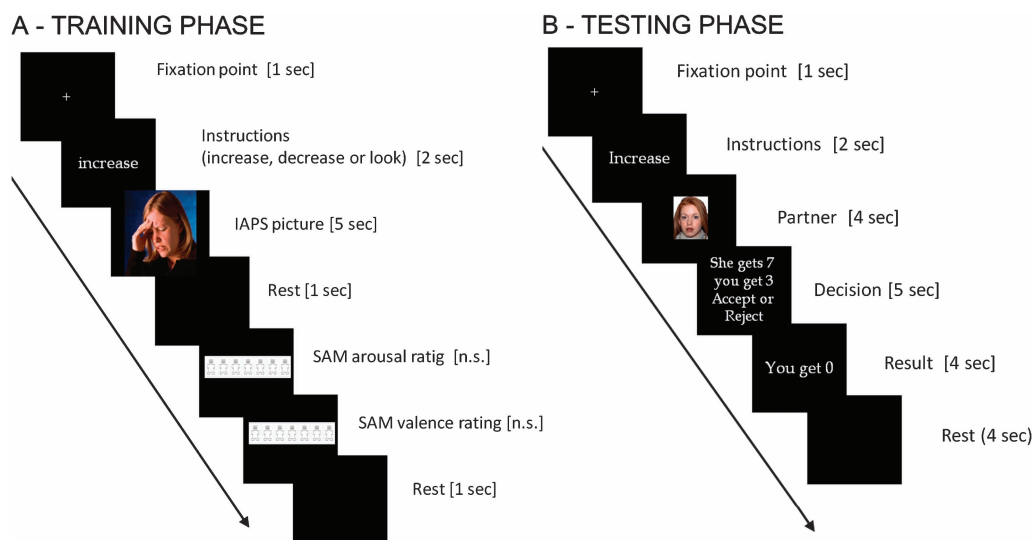 A - TRAINING PHASE
+
Fixation point [1 sec]
increase
Instructions
(increase, decrease or look) [2 sec]
IAPS picture [5 sec]
Rest [1 sec]
SAM arousal ratig [n.s.]
SAM valence rating [n.s.]
Rest [1 sec]
B - TESTING PHASE
+
Fixation point [1 sec]
Increase
Instructions [2 sec]
Partner [4 sec]
She gets 7
you get 3
Accept or
Reject
Decision [5 sec]
You get 0
Result [4 sec]
Rest (4 sec]